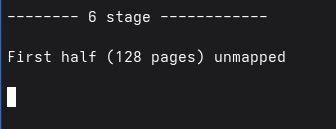 -------- 6 stage ------------
First half (128 pages) unmapped